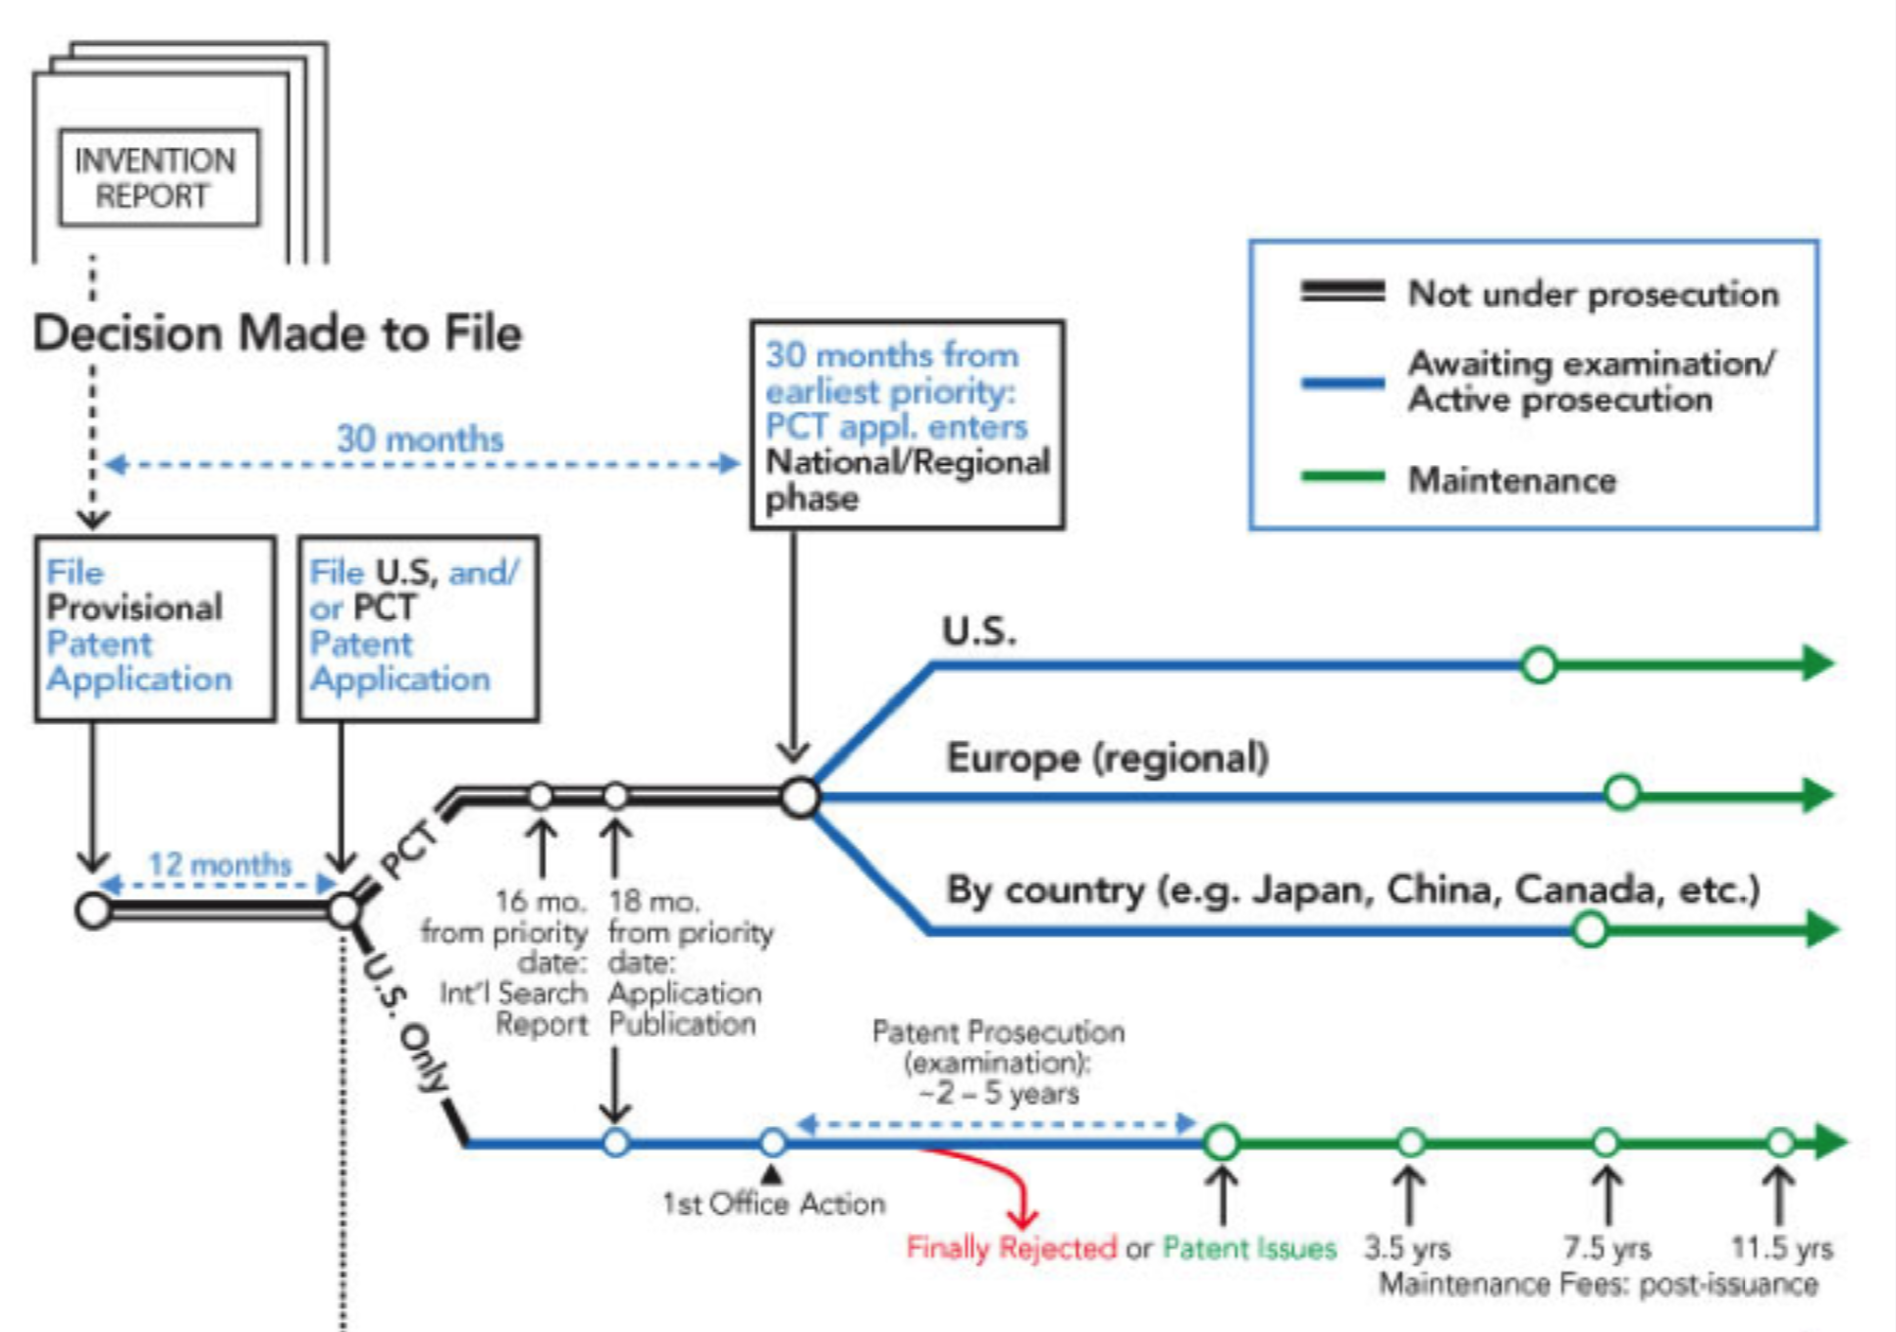 INVENTION
REPORT
Decision Made to File
30 months
30 months from
earliest priority:
PCT appl. enters
National/Regional
phase
Not under prosecution
Awaiting examination/
Active prosecution
Maintenance
File
Provisional
Patent
Application
File U.S, and/
or PCT
Patent
Application
12 months
PCT
U.S. Only
U.S.
Europe (regional)
By country (e.g. Japan, China, Canada, etc.)
16 mo.
from priority
date:
Int'l Search
Report
18 mo.
from priority
date:
Application
Publication
Patent Prosecution
(examination):
~2 – 5 years
1st Office Action
Finally Rejected or Patent Issues
3.5 yrs
7.5 yrs
11.5 yrs
Maintenance Fees: post-issuance